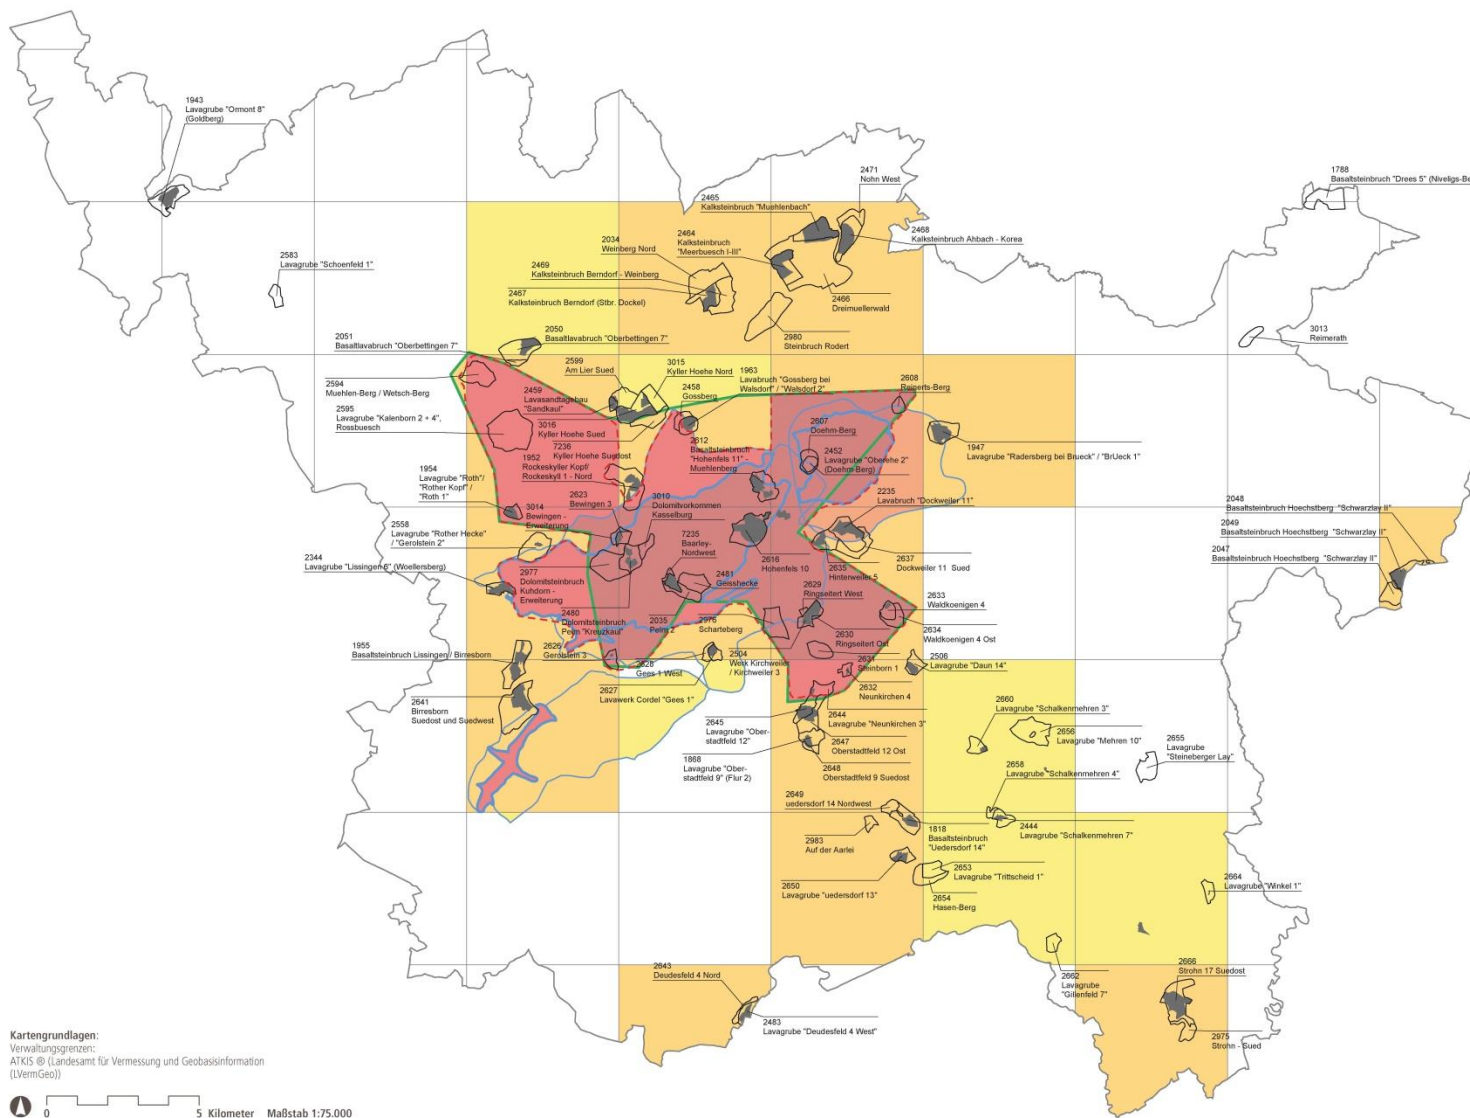 1943
Lavagrube "Ormont 8"
(Goldberg)
2471
Nohn West
1788
Basaltsteinbruch "Drees 5" (Niveligs-Be
2465
Kalksteinbruch "Muehlenbach"
2464
Kalksteinbruch
"Meerbuesch I-III"
2468
Kalksteinbruch Ahbach - Korea
2034
Weinberg Nord
2469
Kalksteinbruch Berndorf - Weinberg
2467
Kalksteinbruch Berndorf (Stbr. Dockel)
2583
Lavagrube "Schoenfeld 1"
2466
Dreimuellerwald
2980
Steinbruch Rodert
3013
Reimerath
2051
Basaltlavabruch "Oberbettingen 7"
2050
Basaltlavabruch "Oberbettingen 7"
2599
Am Lier Sued
3015
Kyller Hoehe Nord
1963
Lavabruch "Gossberg bei
Walsdorf" / "Walsdorf 2"
2608
Reinerts-Berg
2594
Muehlen-Berg / Wetsch-Berg
2459
Lavasandtagebau
"Sandkaul"
2458
Gossberg
2595
Lavagrube "Kalenborn 2 + 4",
Rossbuesch
3016
Kyller Hoehe Sued
7236
Kyller Hoehe Suedost
2612
Basaltsteinbruch
"Hohenfels 11" -
Muehlenberg
2607
Doehm-Berg
2452
Lavagrube "Oberehe 2"
(Doehm-Berg)
1947
Lavagrube "Radersberg bei Brueck" / "BrUeck 1"
1952
Rockeskyller Kopf/
Rockeskyll 1 - Nord
1954
Lavagrube "Roth"/
"Rother Kopf" /
"Roth 1"
2623
Bewingen 3
3010
Dolomitvorkommen
Kasselburg
2235
Lavabruch "Dockweiler 11"
2048
Basaltsteinbruch Hoechstberg "Schwarzlay II"
2049
Basaltsteinbruch Hoechstberg "Schwarzlay II"
2047
Basaltsteinbruch Hoechstberg "Schwarzlay II"
3014
Bewingen -
Erweiterung
2558
Lavagrube "Rother Hecke"
/ "Gerolstein 2"
7235
Baarley-
Nordwest
2616
Hohenfels 10
2637
Dockweiler 11 Sued
2635
Hinterweiler 5
2344
Lavagrube "Lissingen 6" (Woellersberg)
2977
Dolomitsteinbruch
Kuhdorn -
Erweiterung
2481
Geisshecke
2629
Ringseitert West
2633
Waldkoenigen 4
2480
Dolomitsteinbruch
Pelm "Kreuzkaul"
2035
Pelm 2
2976
Scharteberg
2630
Ringseitert Ost
2634
Waldkoenigen 4 Ost
1955
Basaltsteinbruch Lissingen / Birresborn
2626
Gerolstein 3
2628
Gees 1 West
2504
Werk Kirchweiler
/ Kirchweiler 3
2631
Steinborn 1
2506
Lavagrube "Daun 14"
2627
Lavawerk Cordel "Gees 1"
2632
Neunkirchen 4
2641
Birresborn
Suedost und Suedwest
2645
Lavagrube "Ober-
stadtfeld 12"
2644
Lavagrube "Neunkirchen 3"
2660
Lavagrube "Schalkenmehren 3"
2656
Lavagrube "Mehren 10"
2655
Lavagrube
"Steineberger Lay"
2647
Oberstadtfeld 12 Ost
1868
Lavagrube "Ober-
stadtfeld 9" (Flur 2)
2648
Oberstadtfeld 9 Suedost
2658
Lavagrube "Schalkenmehren 4"
2649
uedersdorf 14 Nordwest
2983
Auf der Aarlei
1818
Basaltsteinbruch
"Uedersdorf 14"
2444
Lavagrube "Schalkenmehren 7"
2650
Lavagrube "uedersdorf 13"
2653
Lavagrube "Trittscheid 1"
2654
Hasen-Berg
2664
Lavagrube "Winkel 1"
2643
Deudesfeld 4 Nord
2483
Lavagrube "Deudesfeld 4 West"
2662
Lavagrube
"Gillenfeld 7"
2666
Strohn 17 Suedost
2975
Strohn - Sued
Kartengrundlagen:
Verwaltungsgrenzen:
ATKIS ® (Landesamt für Vermessung und Geobasisinformation
(LVermGeo))
0 5 Kilometer Maßstab 1:75.000